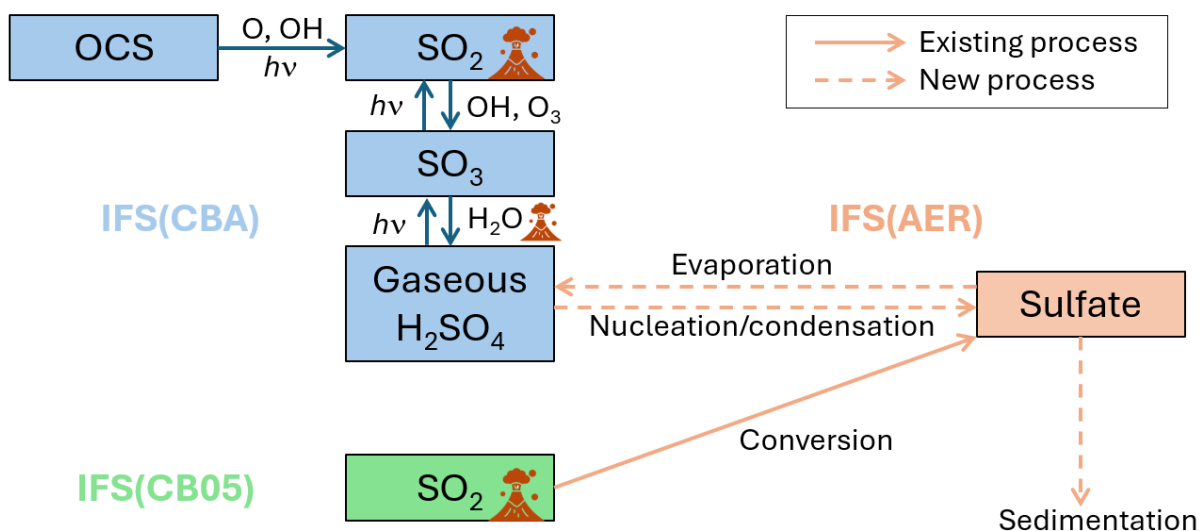 OCS
O, OH
hν
SO₂
Existing process
New process
hν
OH, O₃
SO₃
IFS(CBA)
hν
H₂O
IFS(AER)
Gaseous
H₂SO₄
Evaporation
Nucleation/condensation
Sulfate
Conversion
IFS(CB05)
SO₂
Sedimentation